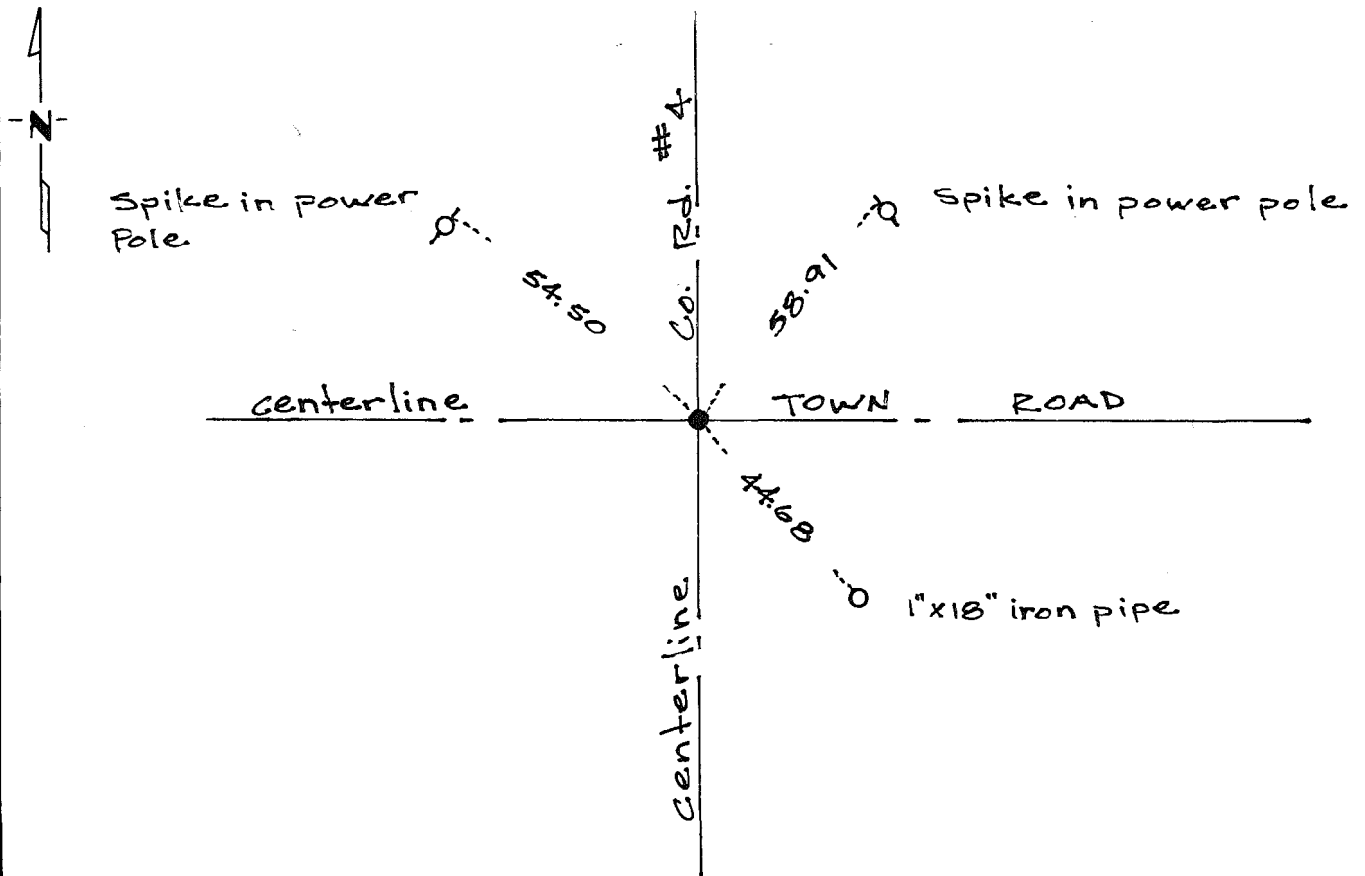 N
Co. Rd. #4
Spike in power
Pole
Spike in power pole
54.50
58.91
centerline TOWN ROAD
44.68
1"x18" iron pipe
centerline